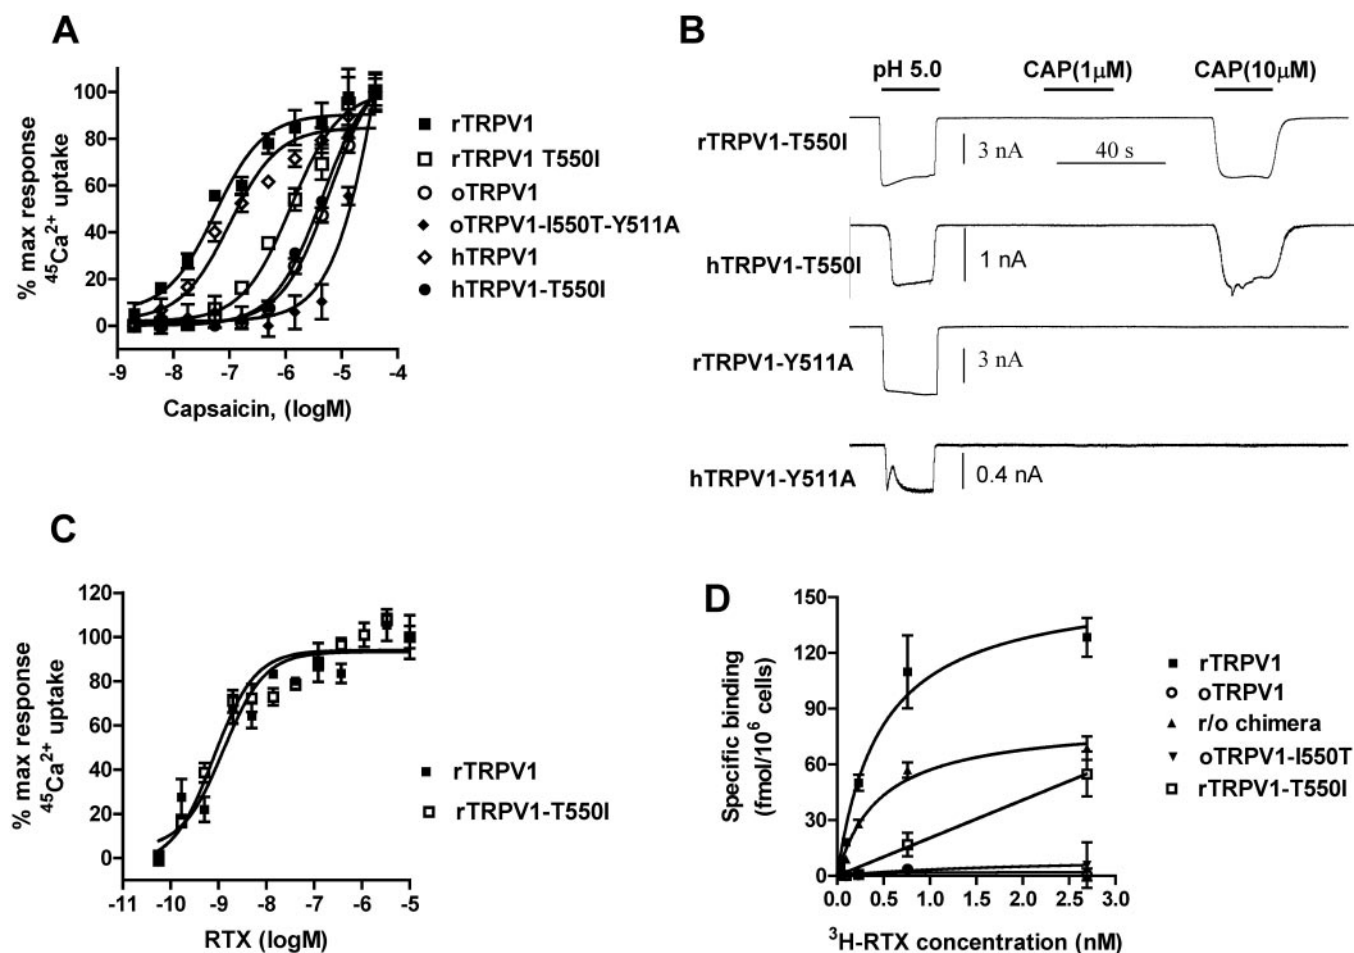 A
% max response
⁴⁵Ca²⁺ uptake
100
80
60
40
20
0
-9 -8 -7 -6 -5 -4
Capsaicin, (logM)
rTRPV1
rTRPV1 T550I
oTRPV1
oTRPV1-I550T-Y511A
hTRPV1
hTRPV1-T550I
B
pH 5.0 CAP(1μM) CAP(10μM)
rTRPV1-T550I
3 nA
40 s
hTRPV1-T550I
1 nA
rTRPV1-Y511A
3 nA
hTRPV1-Y511A
0.4 nA
C
% max response
⁴⁵Ca²⁺ uptake
120
100
80
60
40
20
0
-11 -10 -9 -8 -7 -6 -5
RTX (logM)
rTRPV1
rTRPV1-T550I
D
Specific binding
(fmol/10⁶ cells)
150
120
90
60
30
0
0.0 0.5 1.0 1.5 2.0 2.5 3.0
³H-RTX concentration (nM)
rTRPV1
oTRPV1
r/o chimera
oTRPV1-I550T
rTRPV1-T550I